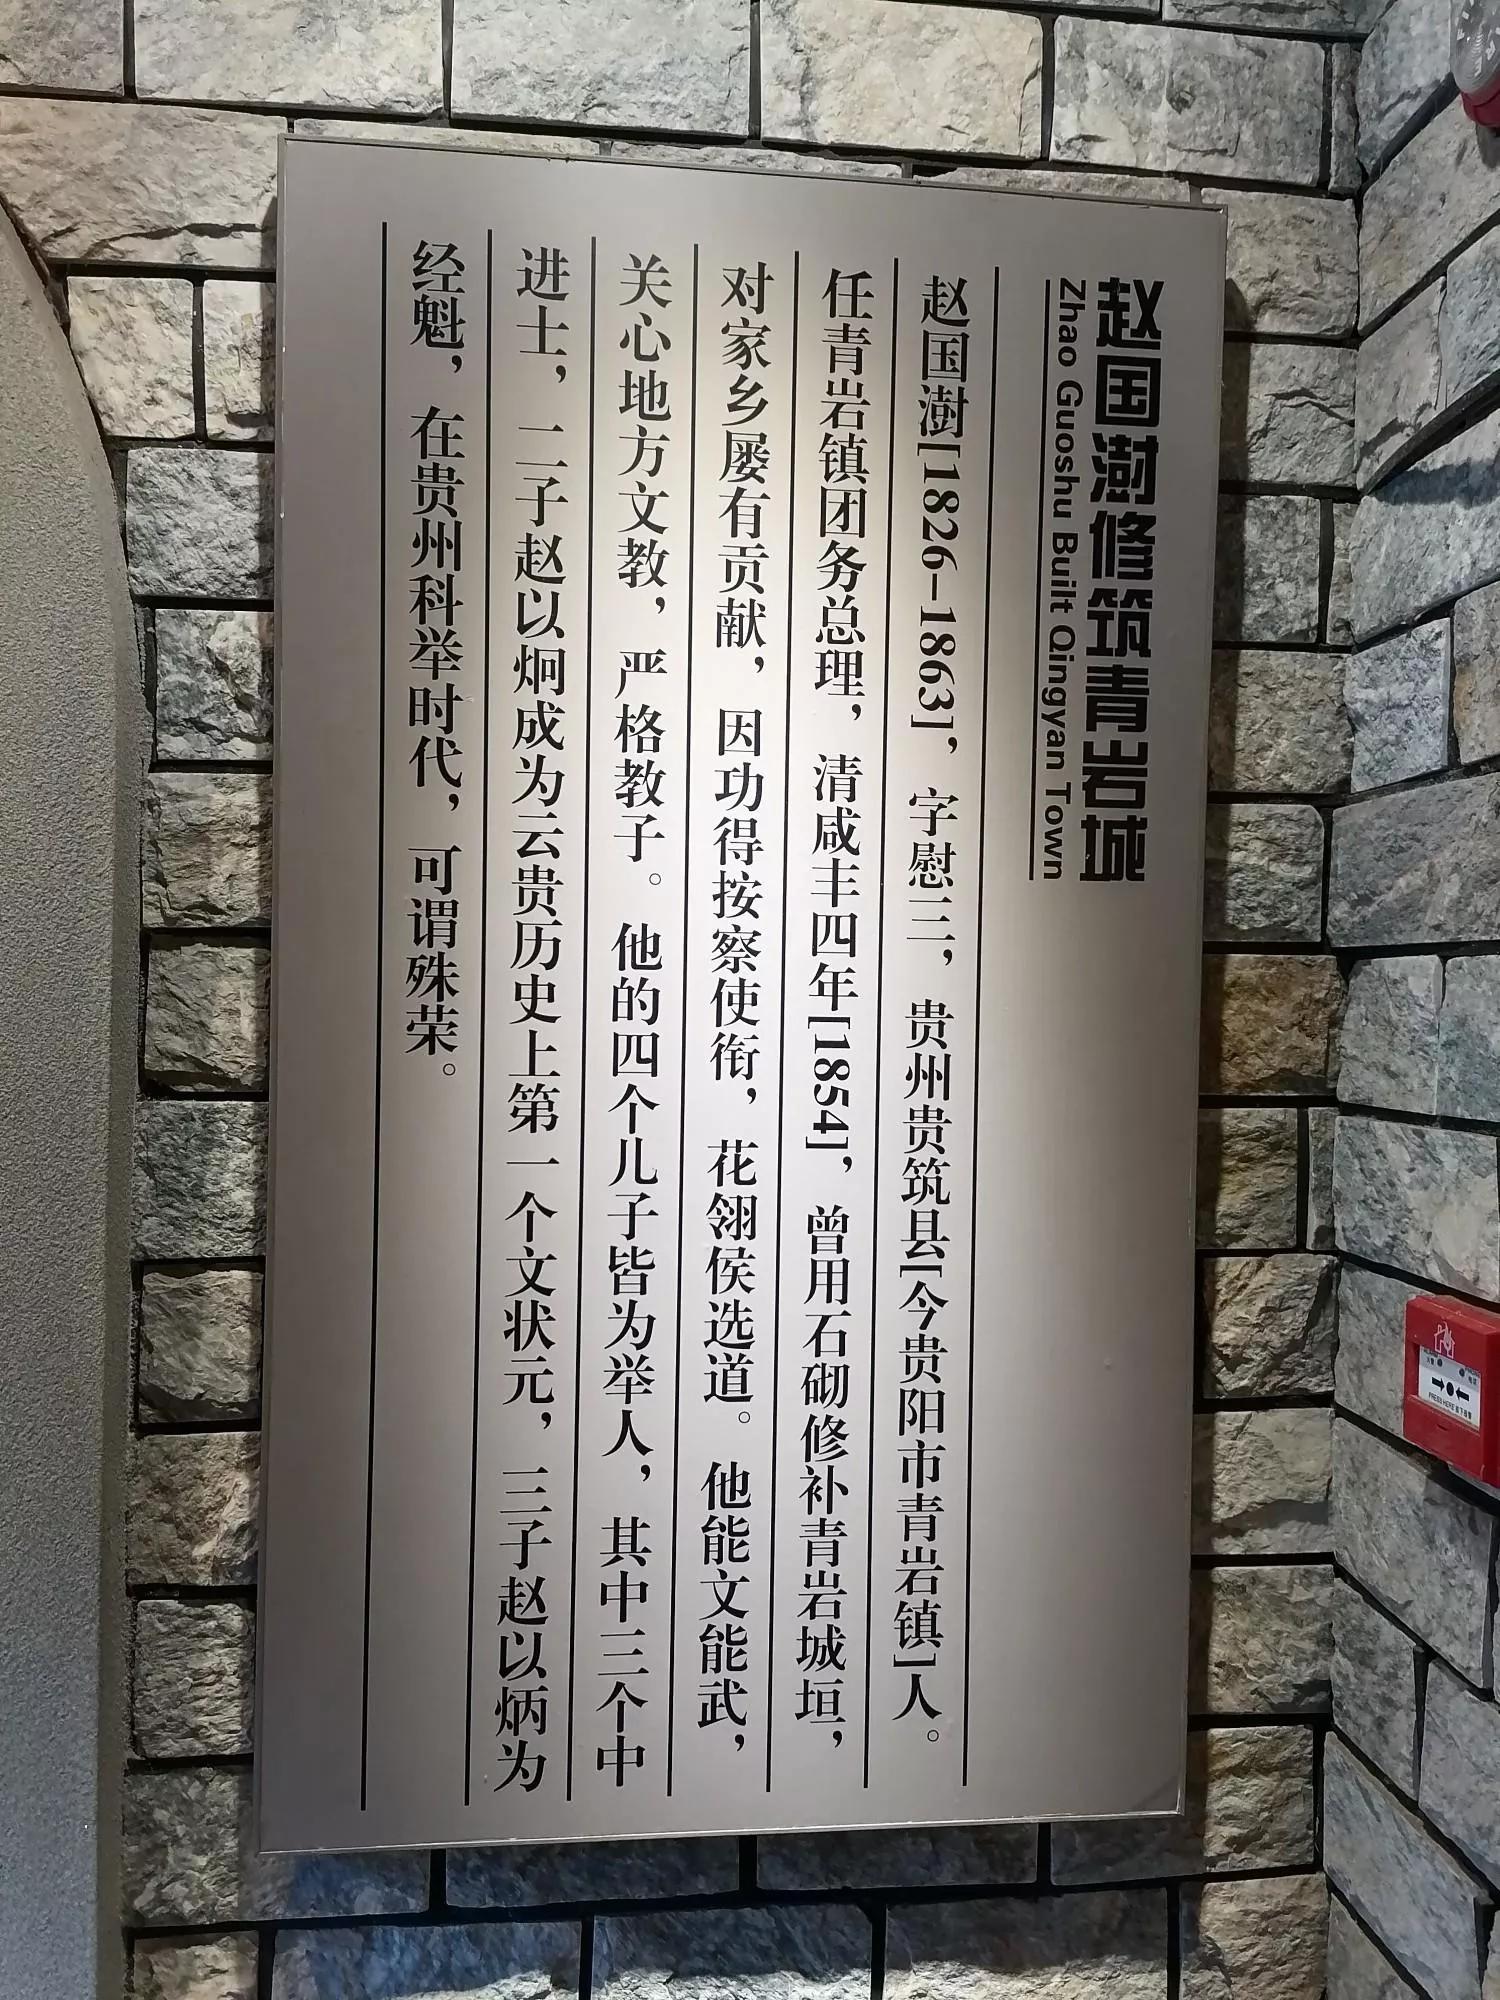 赵国澍修筑青岩城
Zhao Guoshu Built Qingyan Town
赵国澍[1826-1863]，字慰三，贵州贵筑县[今贵阳市青岩镇]人。
任青岩镇团务总理，清咸丰四年[1854]，曾用石砌修补青岩城垣，
对家乡屡有贡献，因功得按察使衔，花翎侯选道。他能文能武，
关心地方文教，严格教子。他的四个儿子皆为举人，其中三个中
进士，二子赵以炯成为云贵历史上第一个文状元，三子赵以炳为
经魁，在贵州科举时代，可谓殊荣。
PRESS HERE